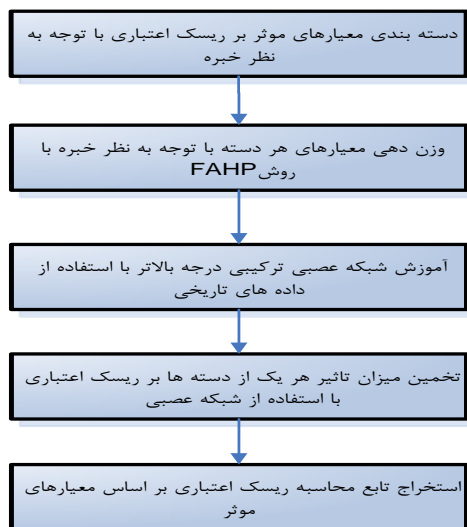 دسته بندی معیارهای موثر بر ریسک اعتباری با توجه به
نظر خبره
وزن دهی معیارهای هر دسته با توجه به نظر خبره با
روش FAHP
آموزش شبکه عصبی ترکیبی درجه بالاتر با استفاده از
داده های تاریخی
تخمین میزان تاثیر هر یک از دسته ها بر ریسک اعتباری
با استفاده از شبکه عصبی
استخراج تابع محاسبه ریسک اعتباری بر اساس معیارهای
موثر